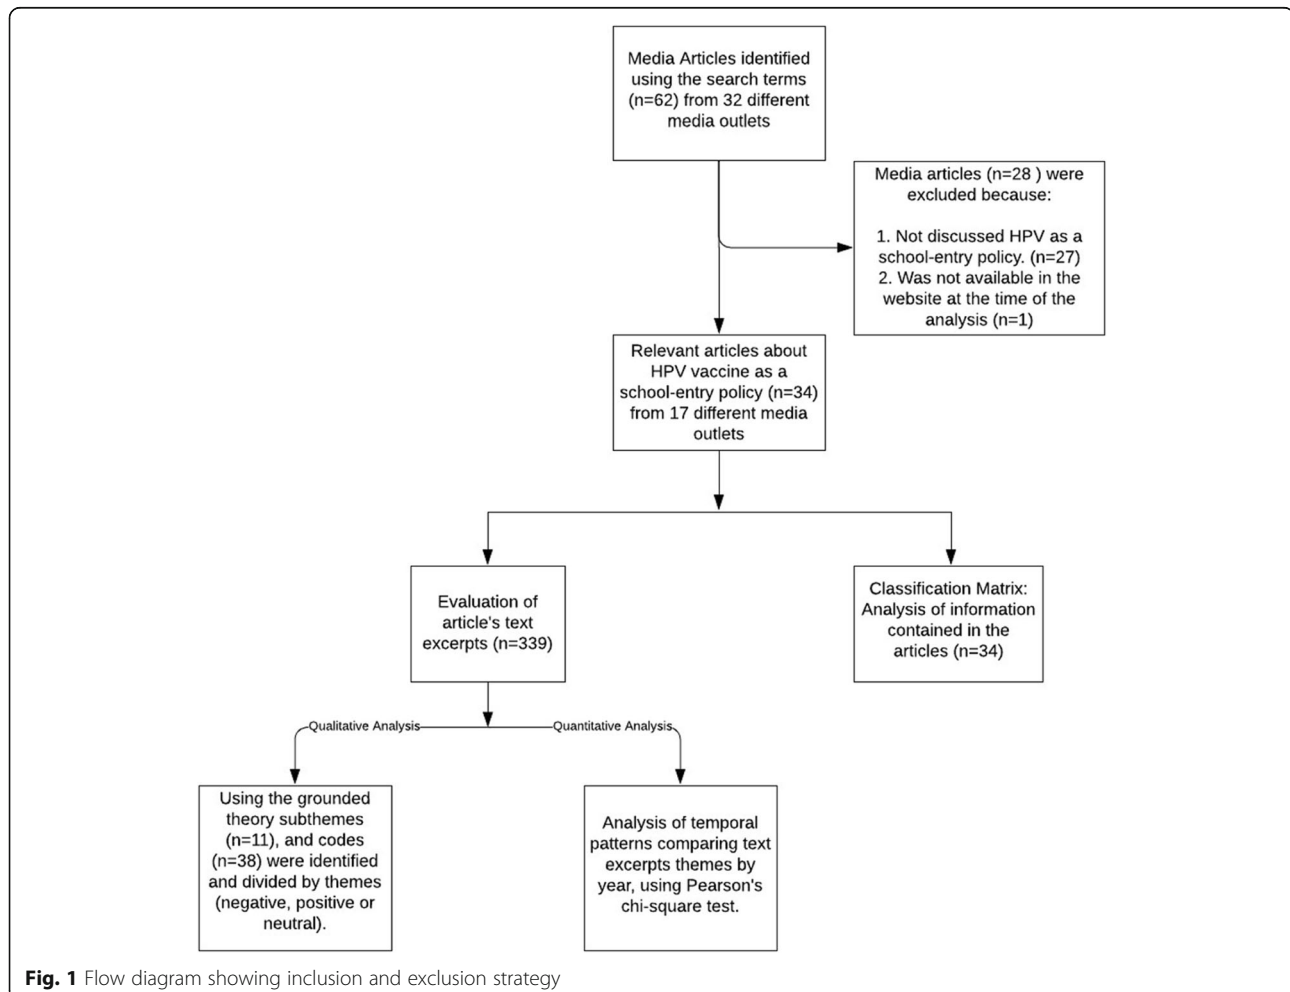 Media Articles identified
using the search terms
(n=62) from 32 different
media outlets
Media articles (n=28 ) were
excluded because:
1. Not discussed HPV as a
school-entry policy. (n=27)
2. Was not available in the
website at the time of the
analysis (n=1)
Relevant articles about
HPV vaccine as a
school-entry policy (n=34)
from 17 different media
outlets
Evaluation of
article's text
excerpts (n=339)
Classification Matrix:
Analysis of information
contained in the
articles (n=34)
Qualitative Analysis
Quantitative Analysis
Using the grounded
theory subthemes
(n=11), and codes
(n=38) were identified
and divided by themes
(negative, positive or
neutral).
Analysis of temporal
patterns comparing text
excerpts themes by
year, using Pearson's
chi-square test.
Fig. 1 Flow diagram showing inclusion and exclusion strategy